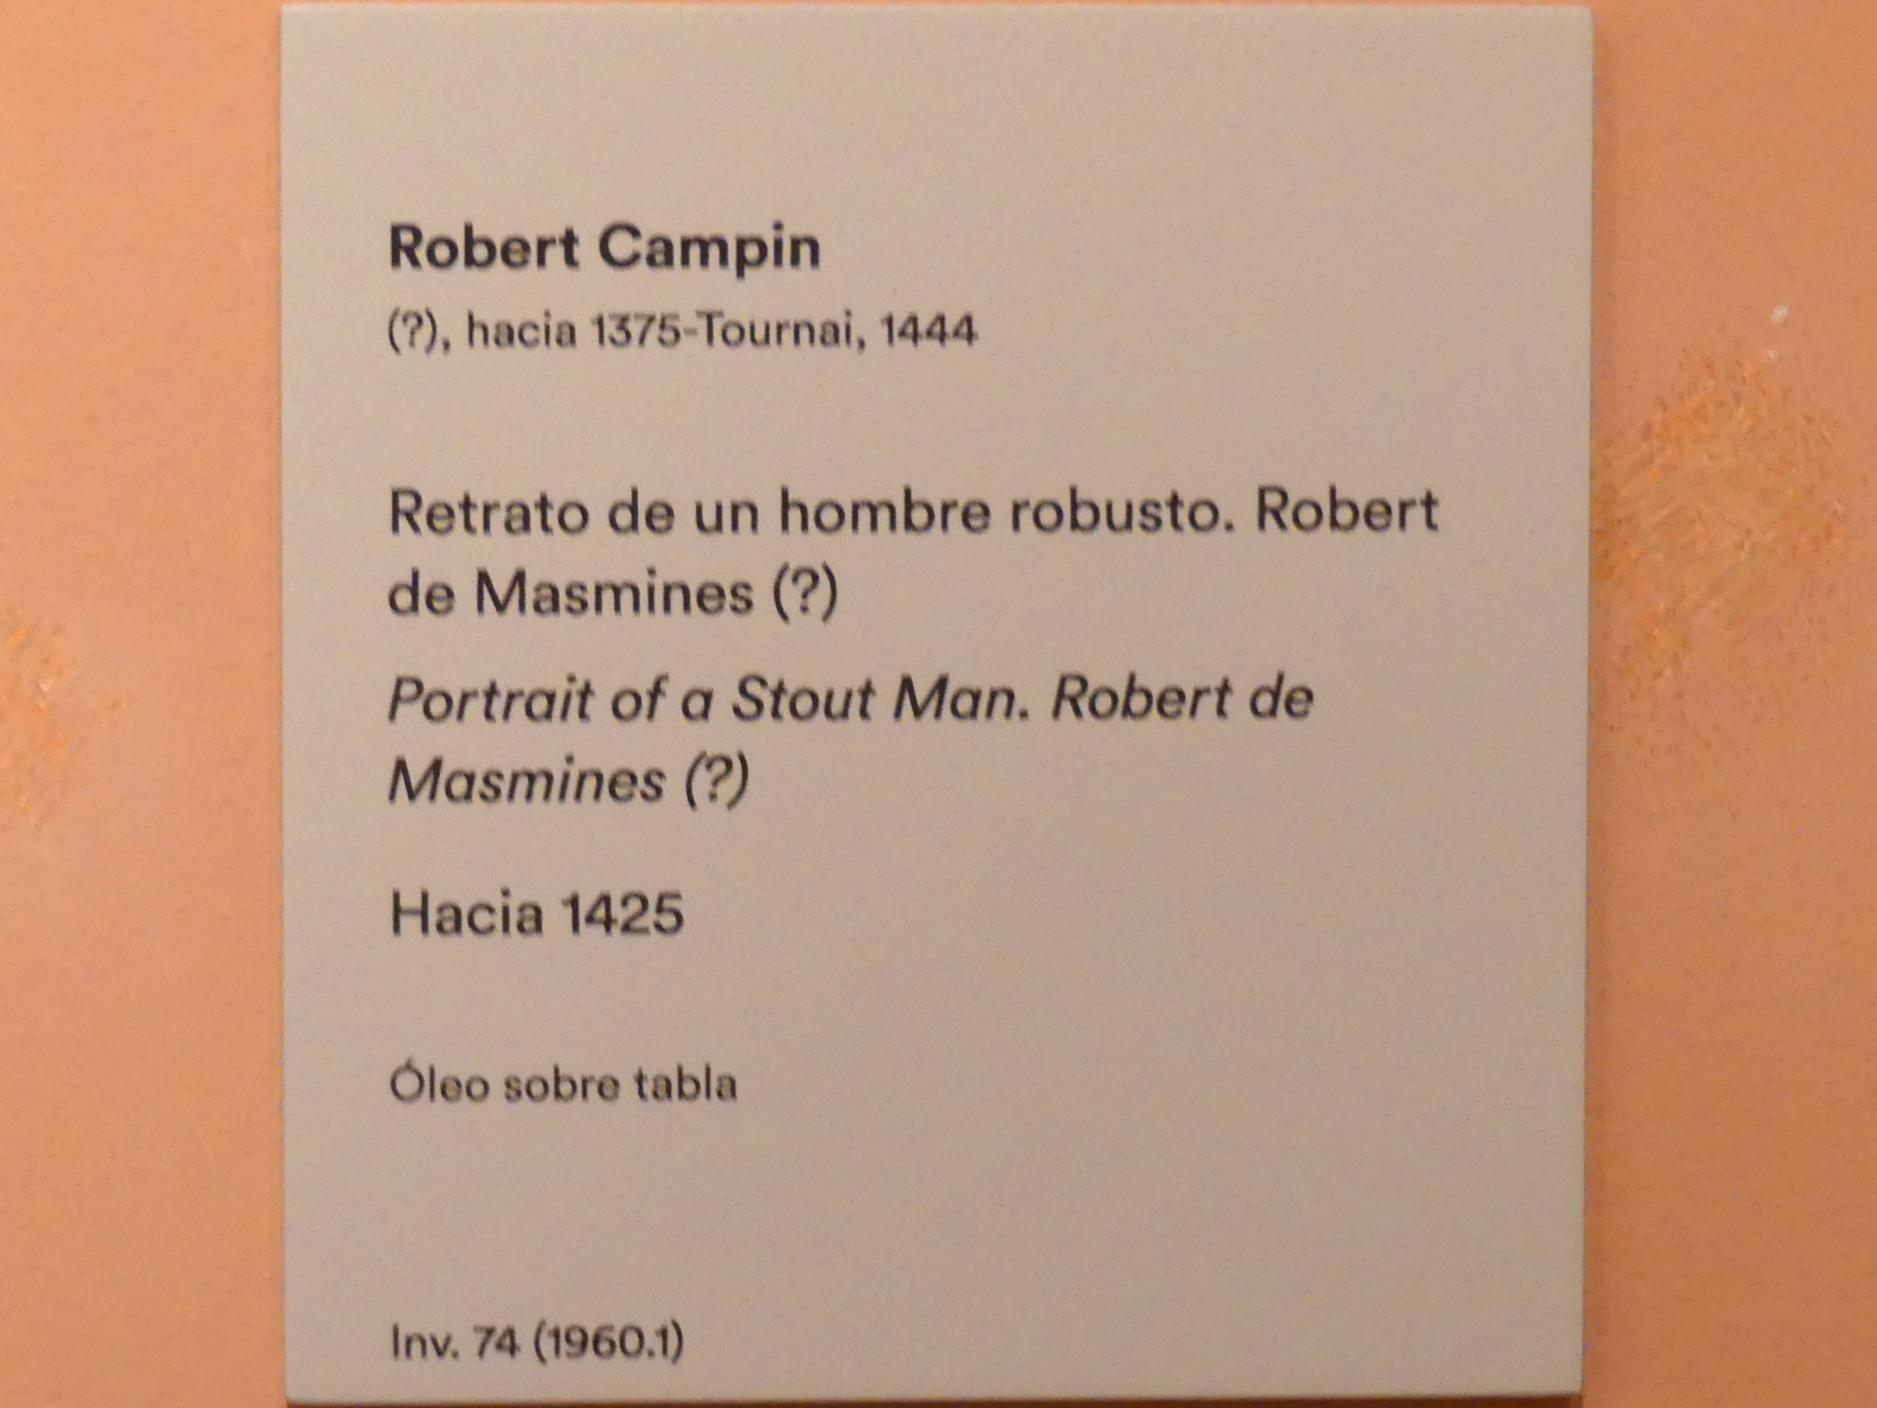 Robert Campin
(?), hacia 1375-Tournai, 1444
Retrato de un hombre robusto. Robert
de Masmines (?)
Portrait of a Stout Man. Robert de
Masmines (?)
Hacia 1425
Óleo sobre tabla
Inv. 74 (1960.1)